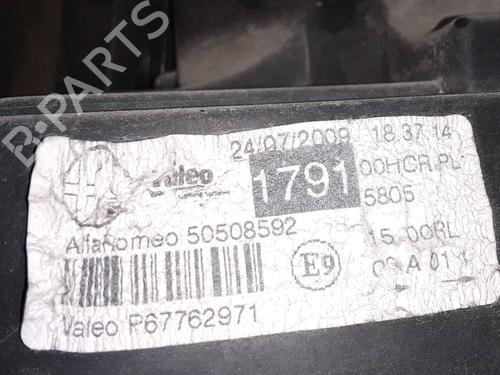 B-PARTS
24/07/2009 18.37.14
Valeo
1791
00HCR.PL
5805
AlfaRomeo 50508592
15.00RL
E9
Valeo P67762971